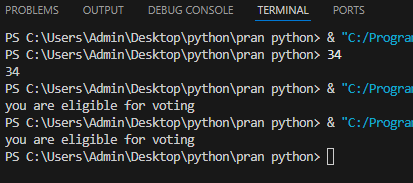 PROBLEMS OUTPUT DEBUG CONSOLE TERMINAL PORTS
PS C:\Users\Admin\Desktop\python\pran python> & "C:/Progra
PS C:\Users\Admin\Desktop\python\pran python> 34
34
PS C:\Users\Admin\Desktop\python\pran python> & "C:/Progra
you are eligible for voting
PS C:\Users\Admin\Desktop\python\pran python> & "C:/Progra
you are eligible for voting
PS C:\Users\Admin\Desktop\python\pran python>